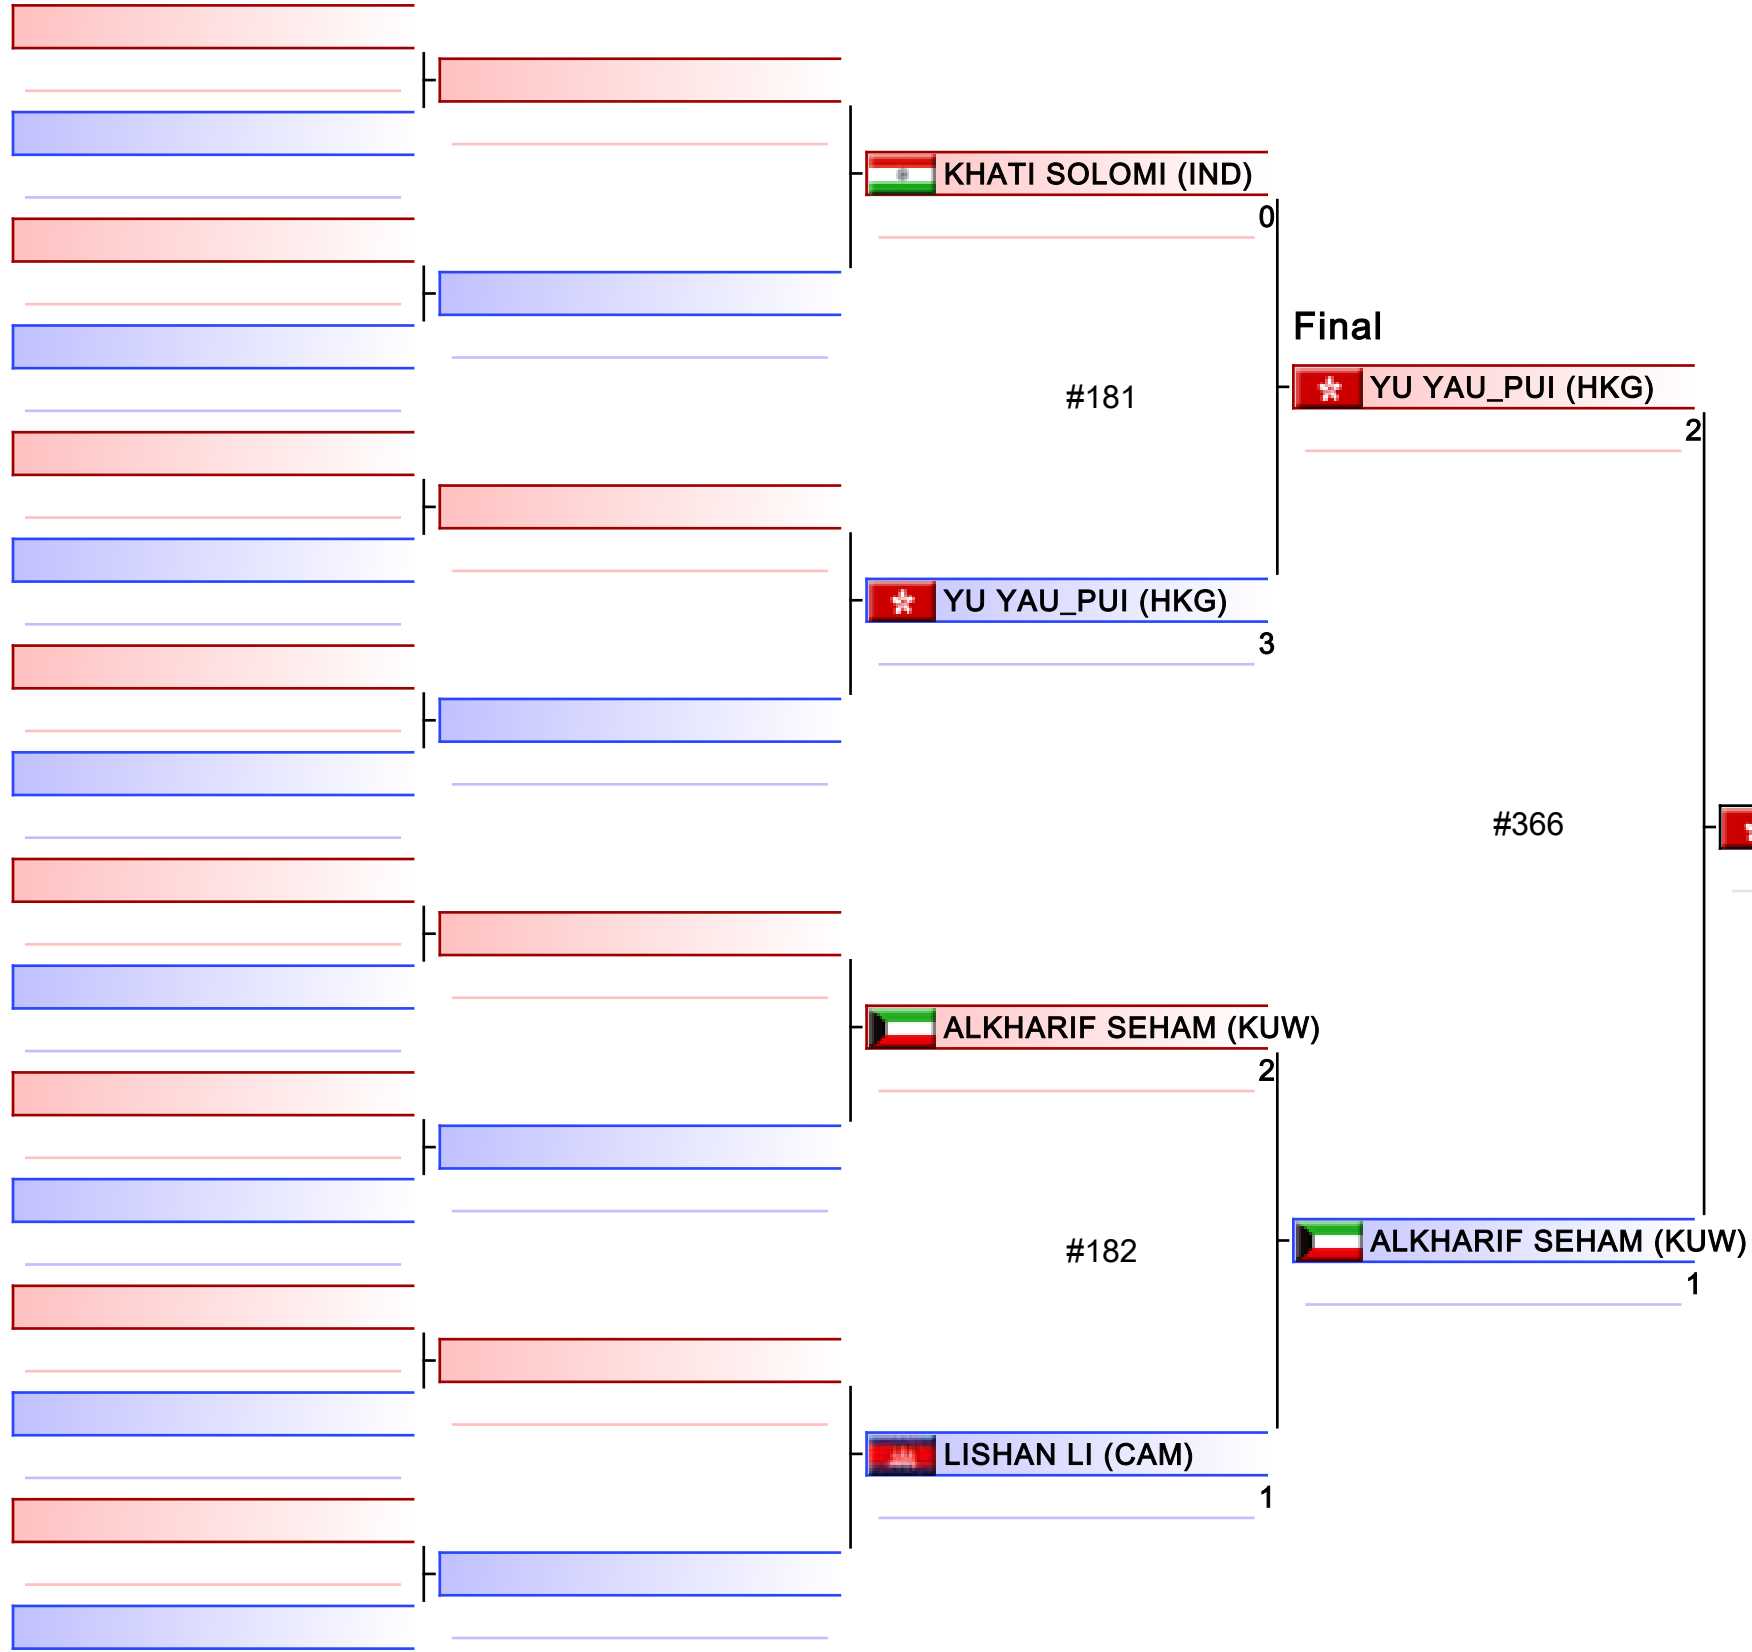 KHATI SOLOMI (IND)
0
Final
#181
YU YAU_PUI (HKG)
2
YU YAU_PUI (HKG)
3
#366
ALKHARIF SEHAM (KUW)
2
#182
ALKHARIF SEHAM (KUW)
1
LISHAN LI (CAM)
1